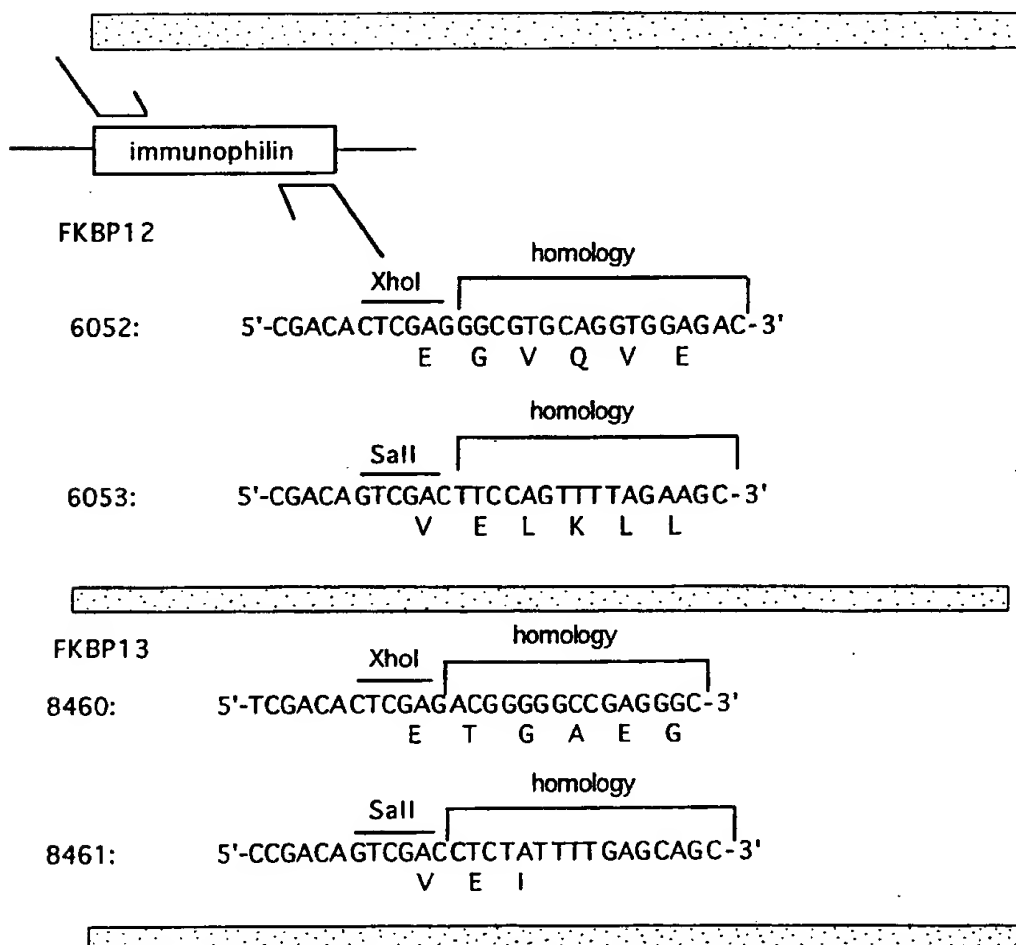 immunophilin
FKBP12
homology
XhoI
6052: 5'-CGACACTCGAGGGCGTGCAGGTGGAGAC-3'
E G V Q V E
homology
SalI
6053: 5'-CGACAGTCGACTTCCAGTTTTAGAAGC-3'
V E L K L L
FKBP13
homology
XhoI
8460: 5'-TCGACACTCGAGACGGGGGCCGAGGGC-3'
E T G A E G
homology
SalI
8461: 5'-CCGACAGTCGACCTCTATTTTGAGCAGC-3'
V E I